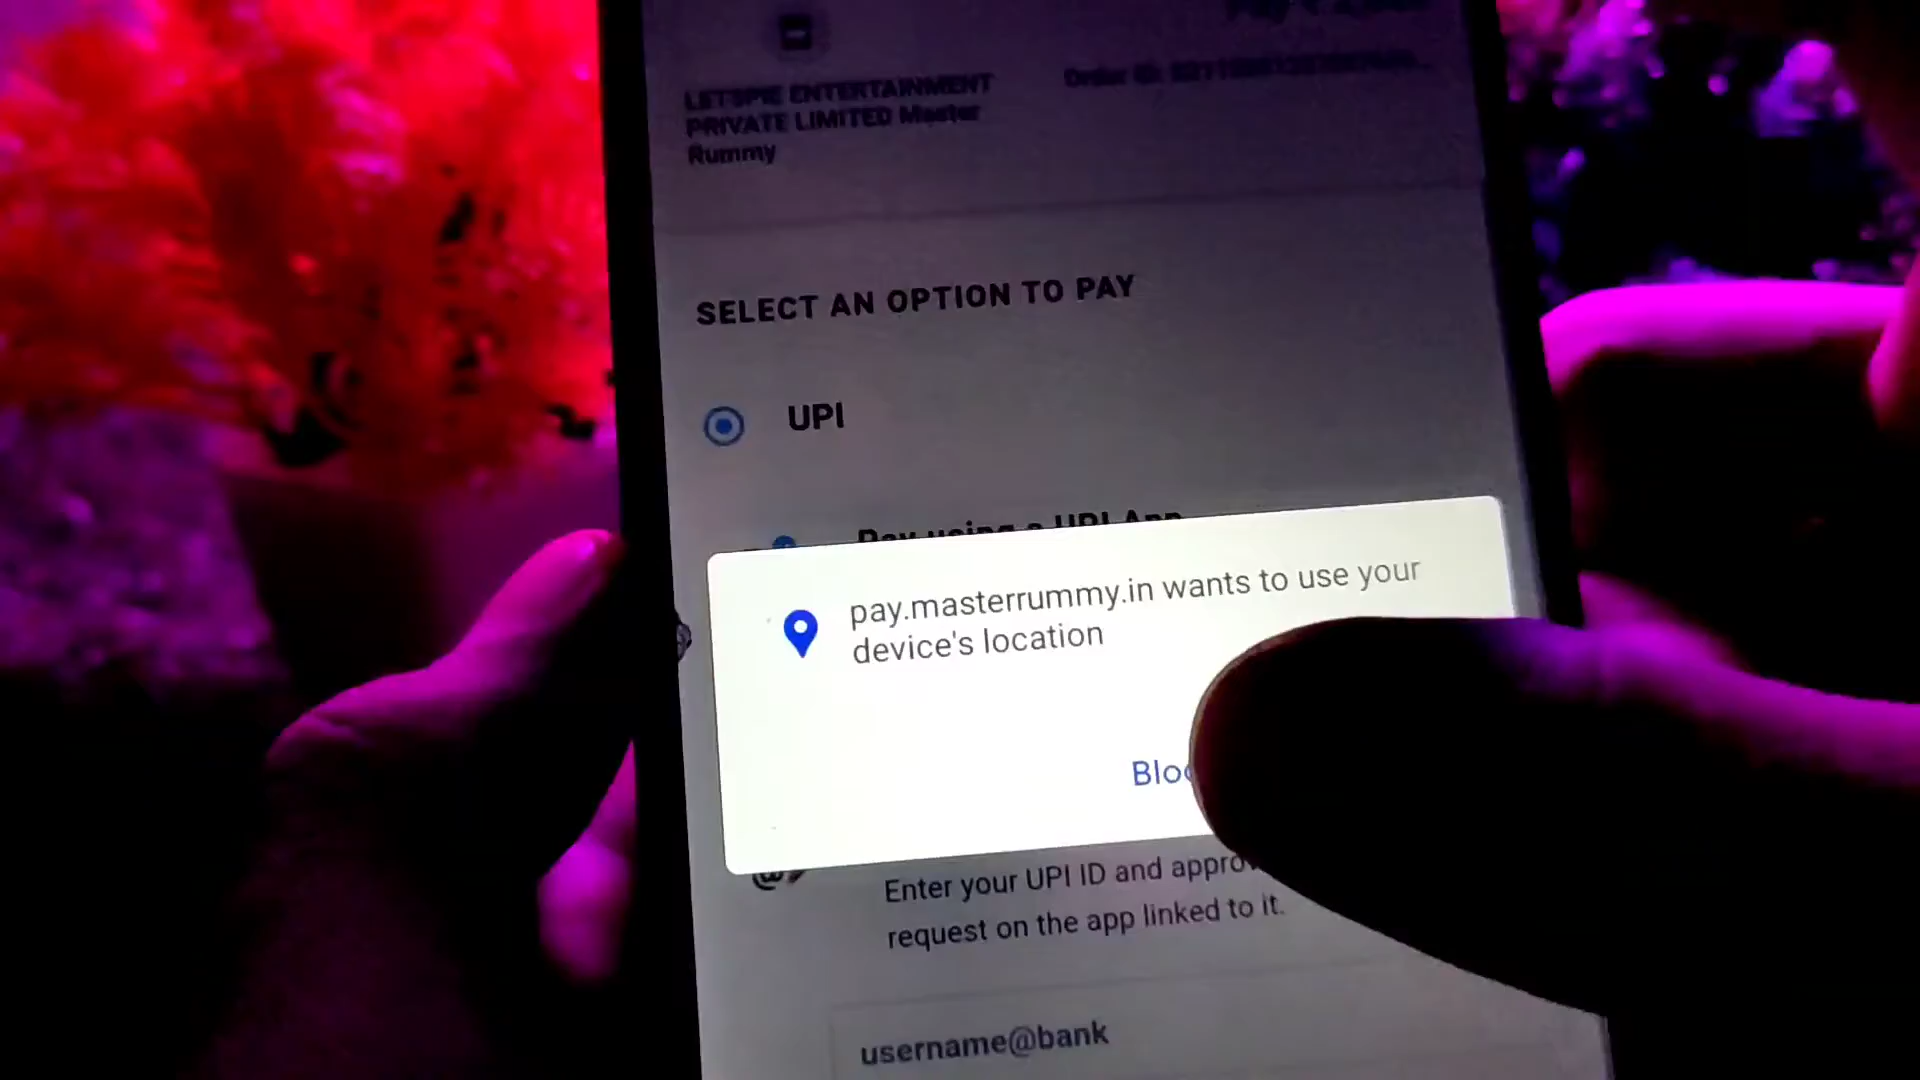 LETSPIE ENTERTAINMENT
PRIVATE LIMITED Master
Rummy
Order ID:
SELECT AN OPTION TO PAY
UPI
Pay using a UPI App
pay.masterrummy.in wants to use your
device's location
Enter your UPI ID and
request on the app linked to it.
username@bank